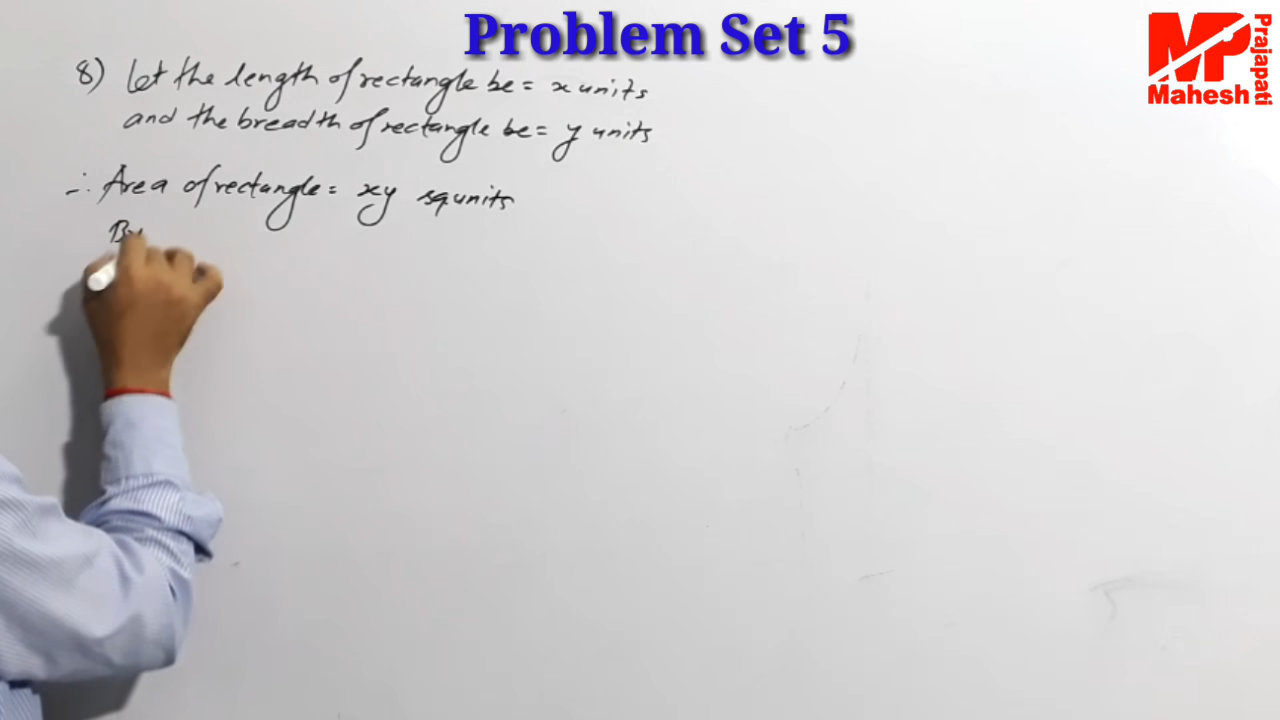 Problem Set 5
MP
Mahesh
Prajapati
8) Let the length of rectangle be = x units
and the breadth of rectangle be = y units
∴ Area of rectangle = xy sq units
By